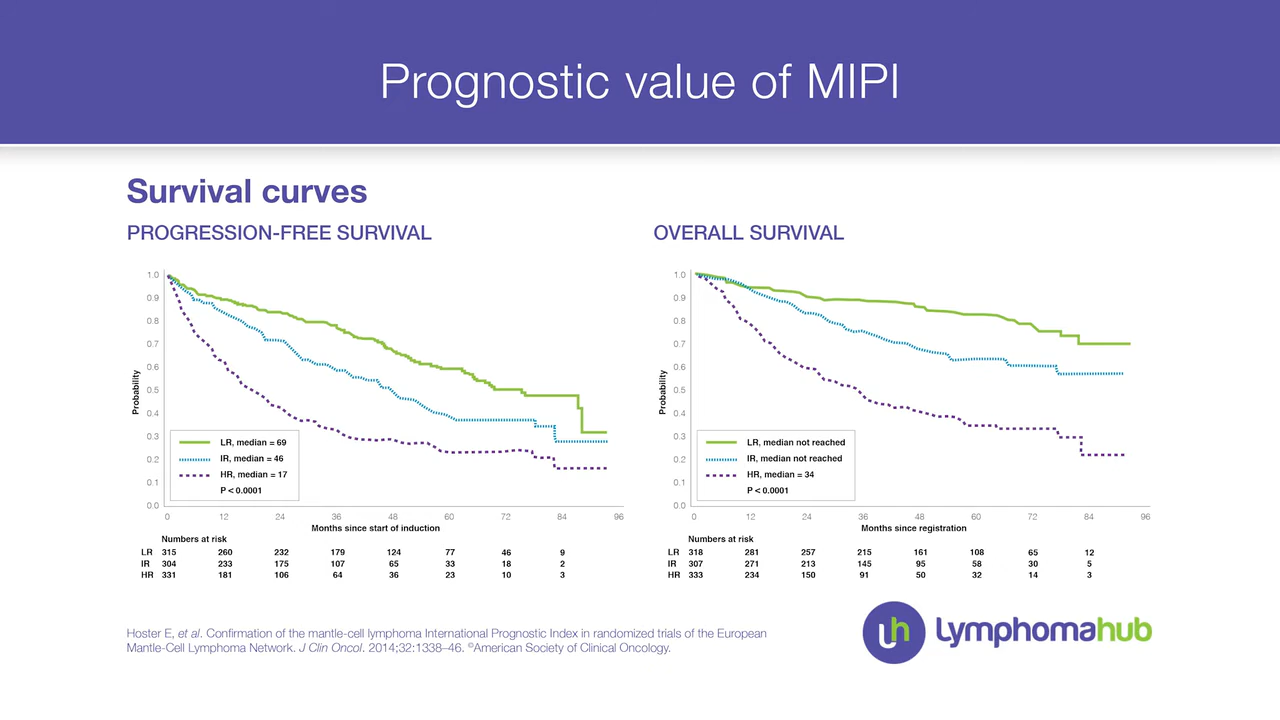 Prognostic value of MIPI
Survival curves
PROGRESSION-FREE SURVIVAL
1.0
0.9
0.8
0.7
0.6
0.5
0.4
0.3
0.2
0.1
0.0
Probability
LR, median = 69
IR, median = 46
HR, median = 17
P < 0.0001
0 12 24 36 48 60 72 84 96
Months since start of induction
Numbers at risk
LR 315 260 232 179 124 77 46 9
IR 304 233 175 107 65 33 18 2
HR 331 181 106 64 36 23 10 3
OVERALL SURVIVAL
1.0
0.9
0.8
0.7
0.6
0.5
0.4
0.3
0.2
0.1
0.0
Probability
LR, median not reached
IR, median not reached
HR, median = 34
P < 0.0001
0 12 24 36 48 60 72 84 96
Months since registration
Numbers at risk
LR 318 281 257 215 161 108 65 12
IR 307 271 213 145 95 58 30 5
HR 333 234 150 91 50 32 14 3
Hoster E, et al. Confirmation of the mantle-cell lymphoma International Prognostic Index in randomized trials of the European
Mantle-Cell Lymphoma Network. J Clin Oncol. 2014;32:1338–46. ©American Society of Clinical Oncology.
lh lymphomahub